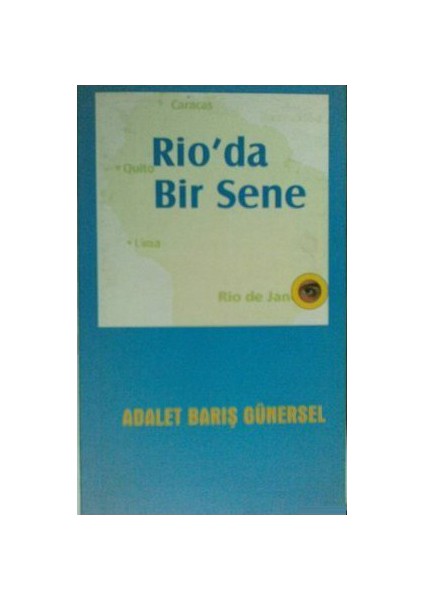 Caracas
Rio'da
Quito
Bir Sene
Lima
Rio de Jan
ADALET BARIŞ GÜNERSEL